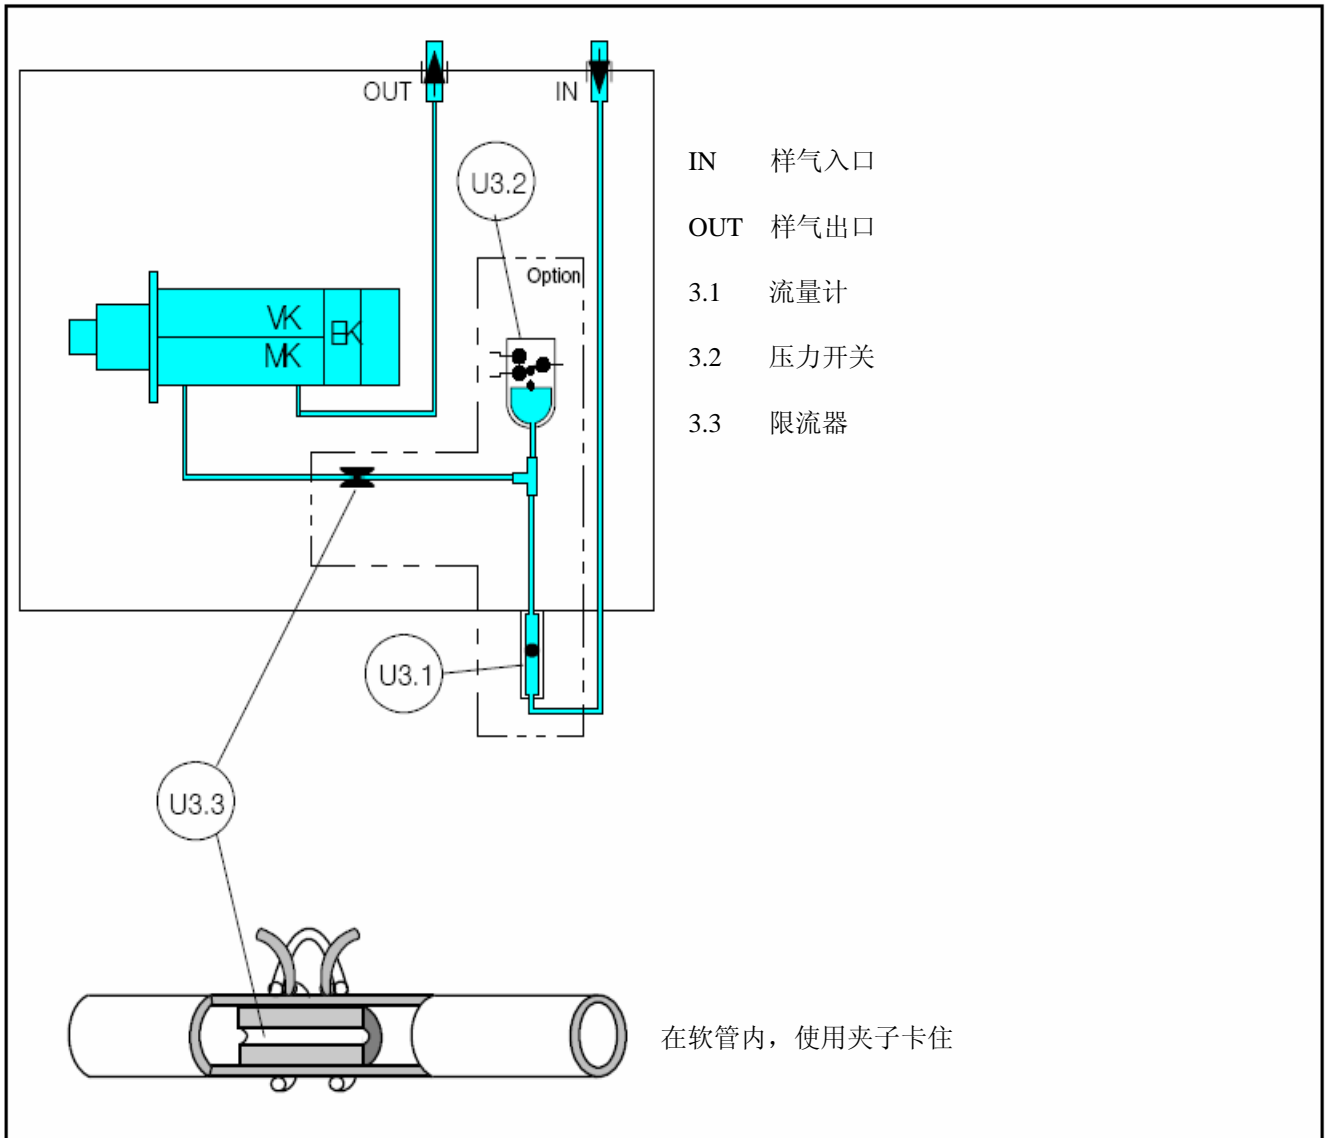 OUT
IN
U3.2
Option
VK
MK
EK
U3.1
U3.3
IN 样气入口
OUT 样气出口
3.1 流量计
3.2 压力开关
3.3 限流器
在软管内，使用夹子卡住